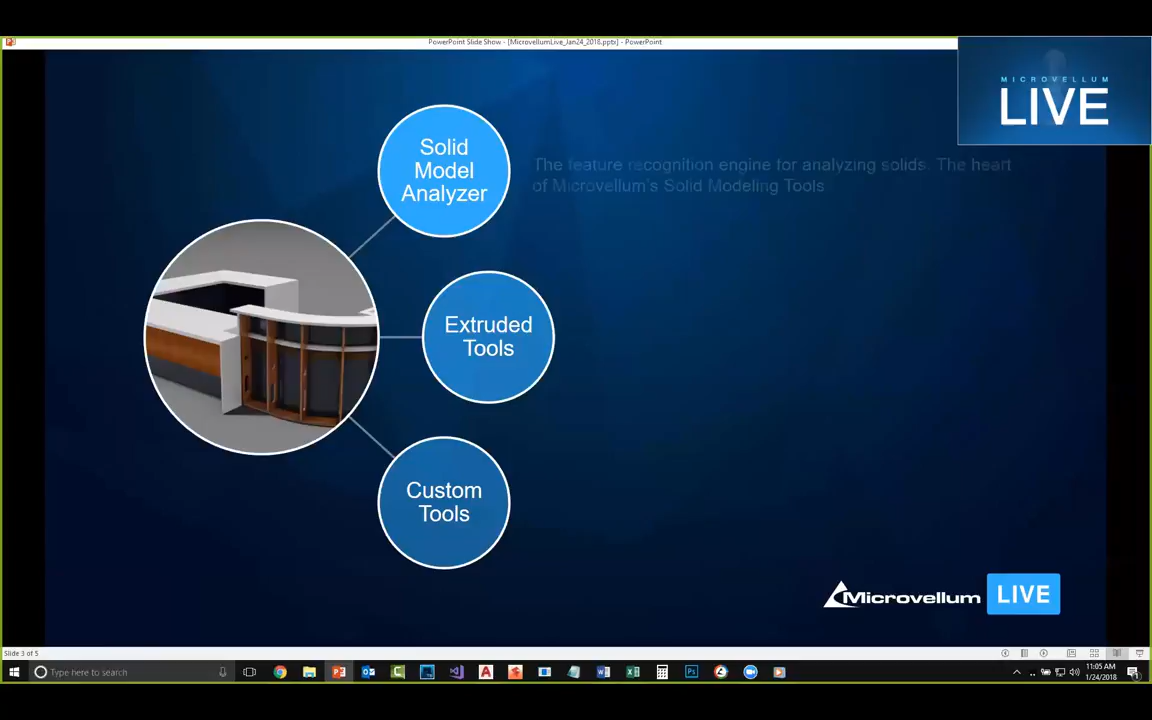 PowerPoint Slide Show - [MicrovellumLive_Jan24_2018.pptx] - PowerPoint
MICROVELLUM
LIVE
Solid
Model
Analyzer
The feature recognition engine for analyzing solids. The heart
of Microvellum's Solid Modeling Tools
Extruded
Tools
Custom
Tools
Microvellum LIVE
Slide 3 of 5
Type here to search
11:05 AM
1/24/2018